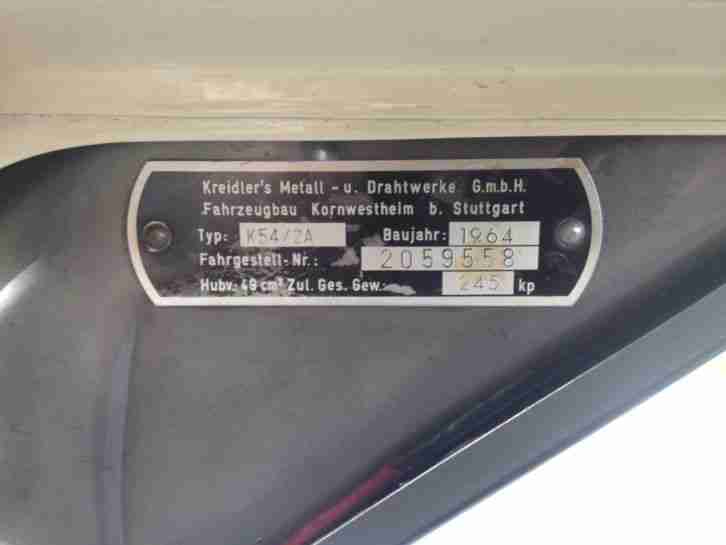 Kreidler's Metall - u. Drahtwerke G.m.b.H.
Fahrzeugbau Kornwestheim b. Stuttgart
Typ: K54/2A Baujahr: 1964
Fahrgestell-Nr.: 2059558
Hubv. 49 cm³ Zul. Ges. Gew. 245 kp